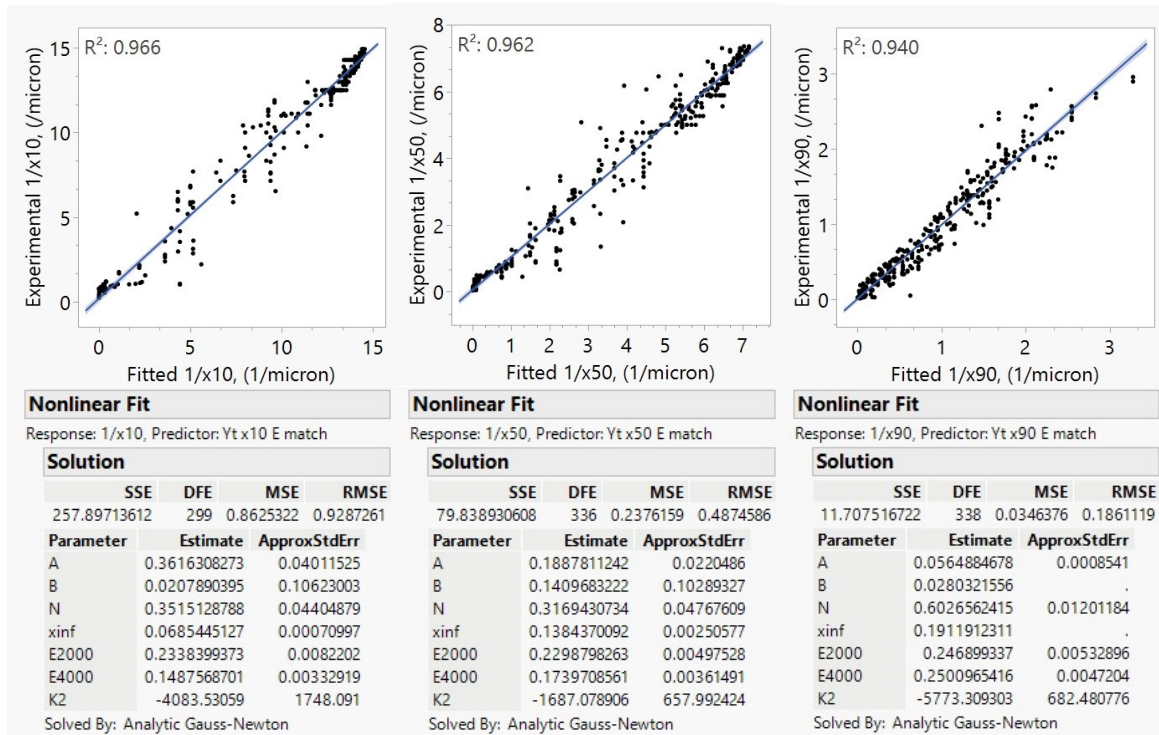 R²: 0.966
Experimental 1/x10, (/micron)
15
10
5
0
0 5 10 15
Fitted 1/x10, (1/micron)
R²: 0.962
Experimental 1/x50, (/micron)
8
6
4
2
0
0 1 2 3 4 5 6 7
Fitted 1/x50, (1/micron)
R²: 0.940
Experimental 1/x90, (/micron)
3
2
1
0
0 1 2 3
Fitted 1/x90, (1/micron)
Nonlinear Fit
Response: 1/x10, Predictor: Yt x10 E match
Solution
SSE DFE MSE RMSE
257.89713612 299 0.8625322 0.9287261
Parameter Estimate ApproxStdErr
A 0.3616308273 0.04011525
B 0.0207890395 0.10623003
N 0.3515128788 0.04404879
xinf 0.0685445127 0.00070997
E2000 0.2338399373 0.0082202
E4000 0.1487568701 0.00332919
K2 -4083.53059 1748.091
Solved By: Analytic Gauss-Newton
Nonlinear Fit
Response: 1/x50, Predictor: Yt x50 E match
Solution
SSE DFE MSE RMSE
79.838930608 336 0.2376159 0.4874586
Parameter Estimate ApproxStdErr
A 0.1887811242 0.0220486
B 0.1409683222 0.10289327
N 0.3169430734 0.04767609
xinf 0.1384370092 0.00250577
E2000 0.2298798263 0.00497528
E4000 0.1739708561 0.00361491
K2 -1687.078906 657.992424
Solved By: Analytic Gauss-Newton
Nonlinear Fit
Response: 1/x90, Predictor: Yt x90 E match
Solution
SSE DFE MSE RMSE
11.707516722 338 0.0346376 0.1861119
Parameter Estimate ApproxStdErr
A 0.0564884678 0.0008541
B 0.0280321556 .
N 0.6026562415 0.01201184
xinf 0.1911912311 .
E2000 0.246899337 0.00532896
E4000 0.2500965416 0.0047204
K2 -5773.309303 682.480776
Solved By: Analytic Gauss-Newton